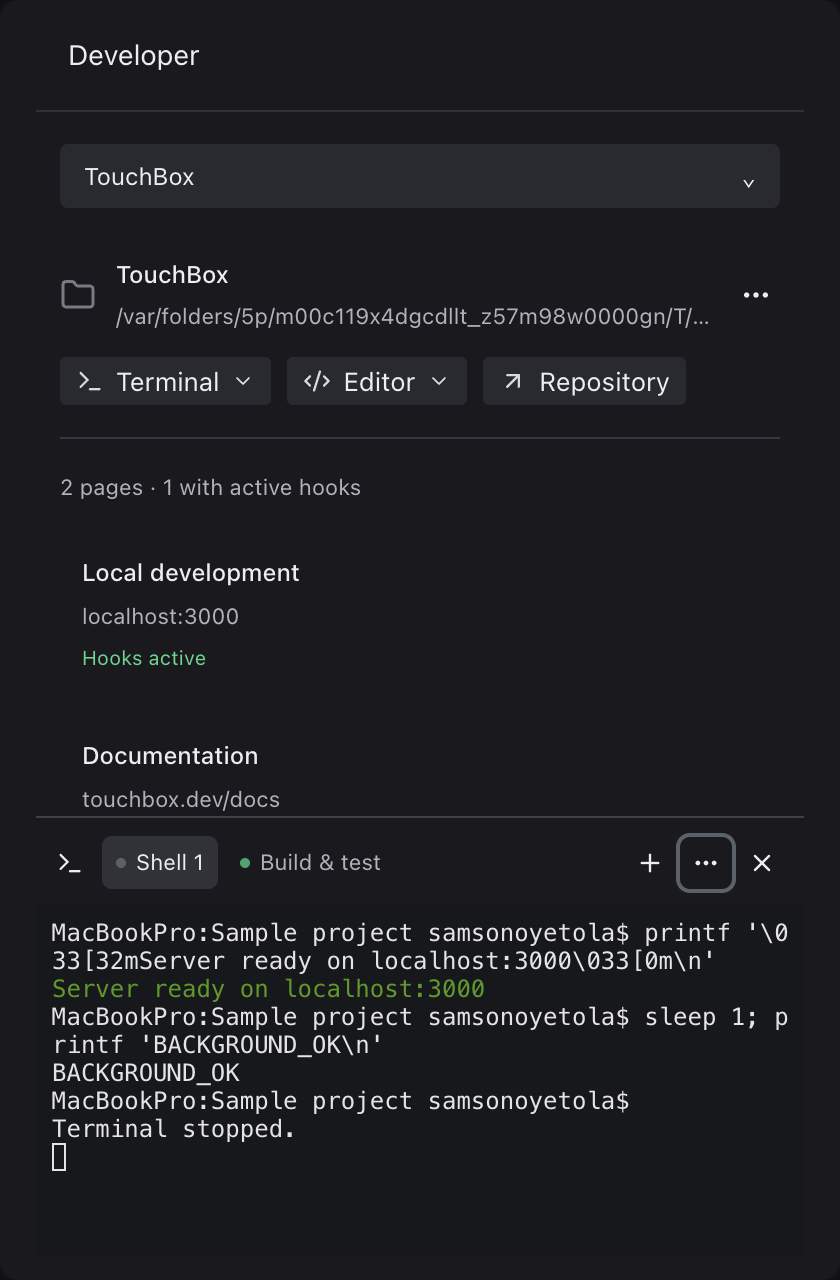 Developer
TouchBox
TouchBox
/var/folders/5p/m00c119x4dgcdllt_z57m98w0000gn/T/...
Terminal
Editor
Repository
2 pages · 1 with active hooks
Local development
localhost:3000
Hooks active
Documentation
touchbox.dev/docs
Shell 1
Build & test
MacBookPro:Sample project samsonoyetola$ printf '\0
33[32mServer ready on localhost:3000\033[0m\n'
Server ready on localhost:3000
MacBookPro:Sample project samsonoyetola$ sleep 1; p
rintf 'BACKGROUND_OK\n'
BACKGROUND_OK
MacBookPro:Sample project samsonoyetola$
Terminal stopped.